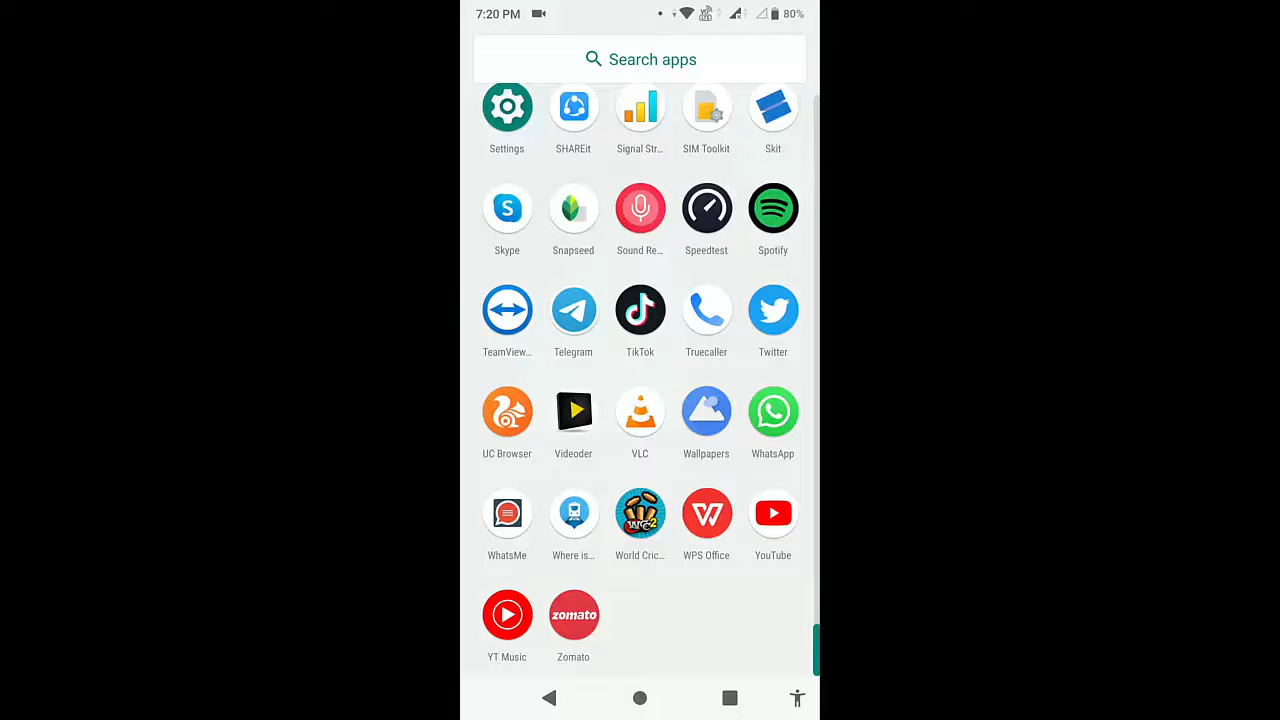 7:20 PM 80%
Search apps
Settings SHAREit Signal Str... SIM Toolkit Skit
Skype Snapseed Sound Re... Speedtest Spotify
TeamView... Telegram TikTok Truecaller Twitter
UC Browser Videoder VLC Wallpapers WhatsApp
WhatsMe Where is... World Cric... WPS Office YouTube
zomato
YT Music Zomato